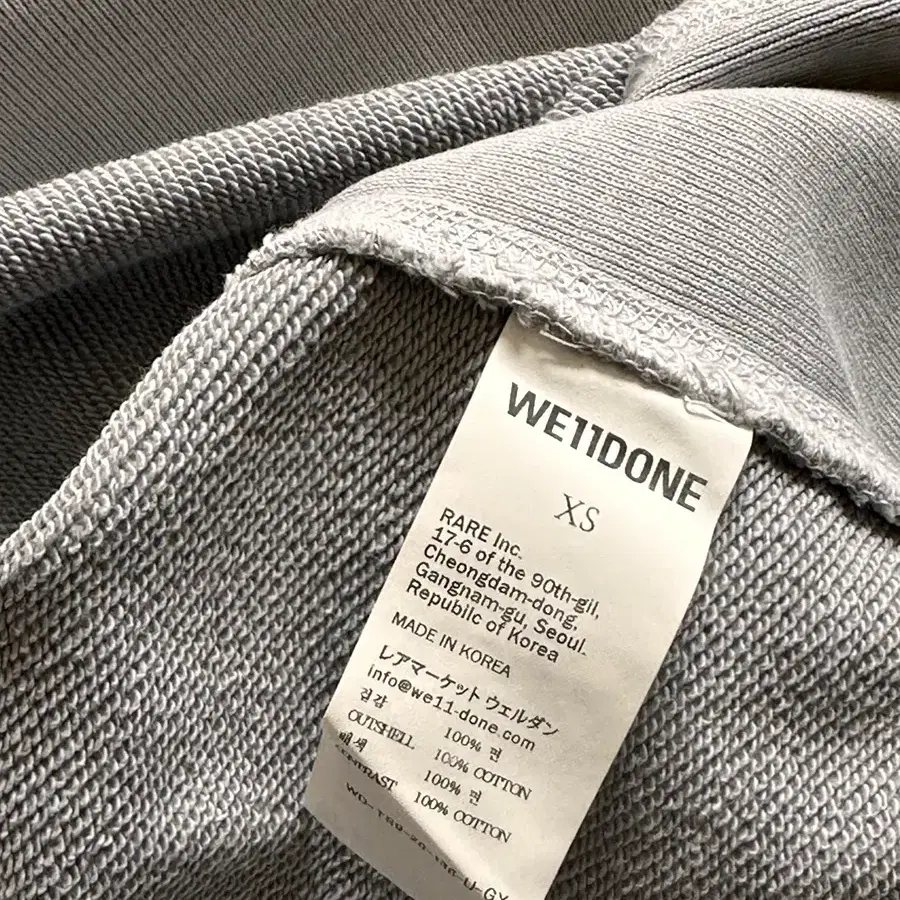 WE11DONE
XS
RARE Inc.
17-6 of the 90th-gil,
Cheongdam-dong,
Gangnam-gu, Seoul.
Republic of Korea
MADE IN KOREA
レアマーケット ウェルダン
info@we11-done.com
겉감 100% 면
OUTSHELL 100% COTTON
배색 100% 면
CONTRAST 100% COTTON